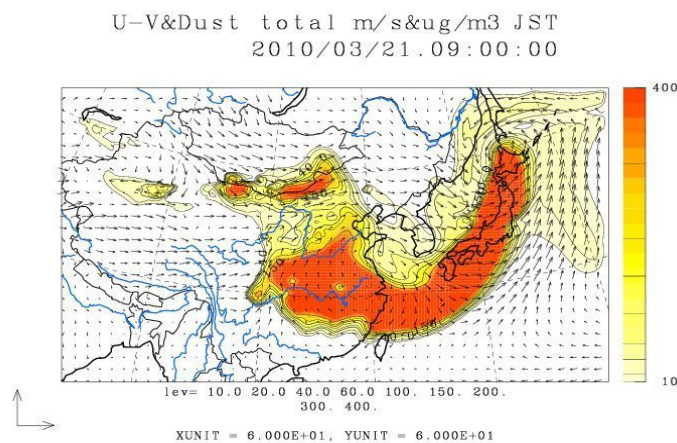 U-V&Dust total m/s&ug/m3 JST
2010/03/21.09:00:00
400
10
lev= 10.0 20.0 40.0 60.0 100. 150. 200.
300. 400.
XUNIT = 6.000E+01, YUNIT = 6.000E+01